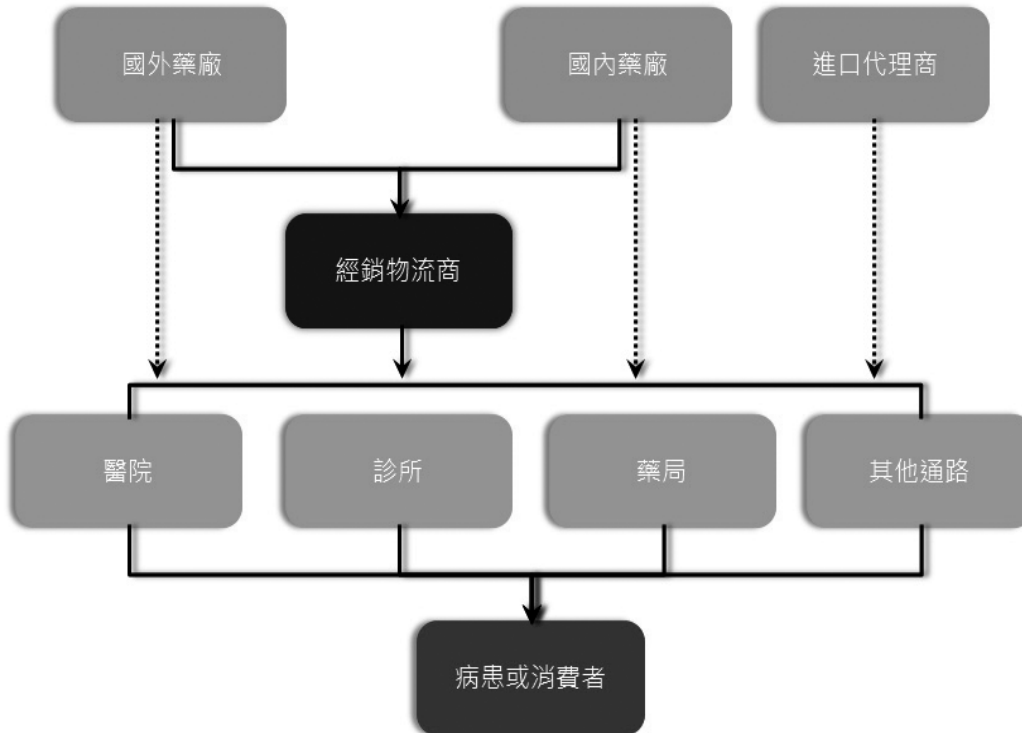 國外藥廠
國內藥廠
進口代理商
經銷物流商
醫院
診所
藥局
其他通路
病患或消費者